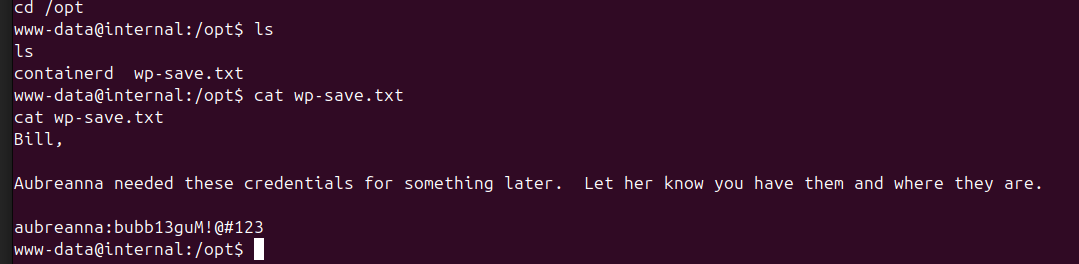 cd /opt
www-data@internal:/opt$ ls
ls
containerd  wp-save.txt
www-data@internal:/opt$ cat wp-save.txt
cat wp-save.txt
Bill,
Aubreanna needed these credentials for something later.  Let her know you have them and where they are.
aubreanna:bubb13guM!@#123
www-data@internal:/opt$